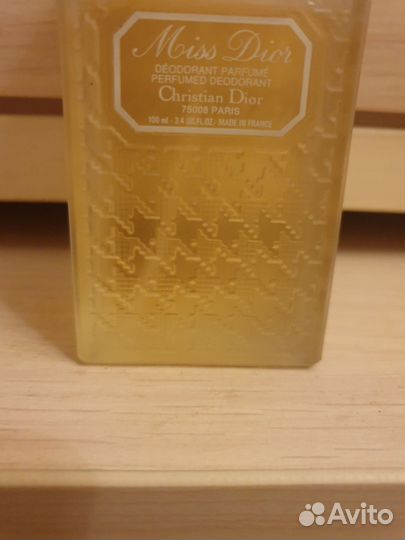 Miss Dior
DÉODORANT PARFUMÉ
PERFUMED DEODORANT
Christian Dior
75008 PARIS
100 ml - 3.4 US.FL.OZ. - MADE IN FRANCE
Avito